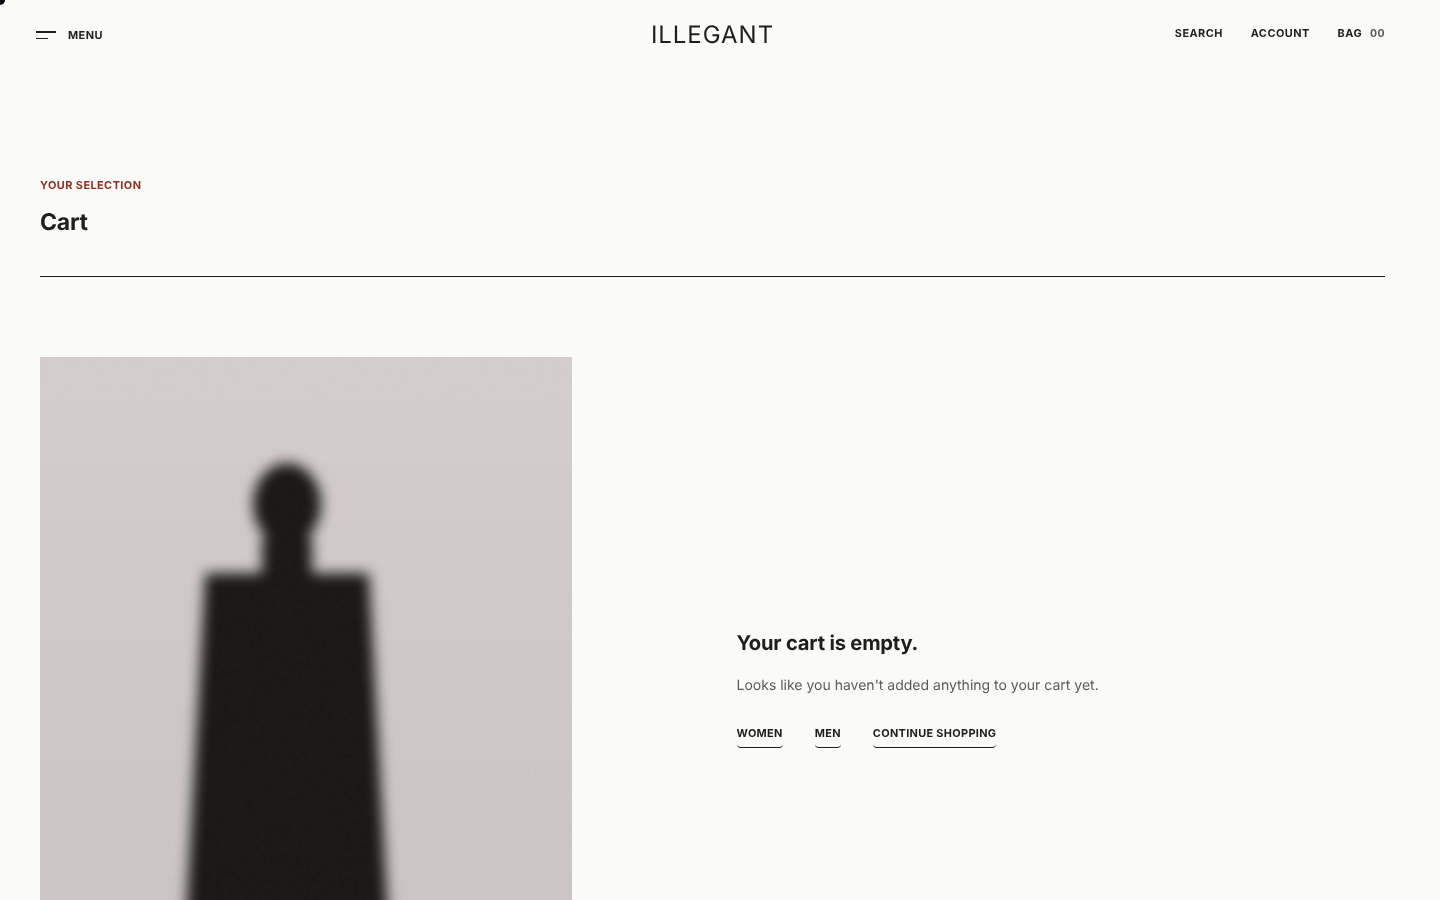 MENU
ILLEGANT
SEARCH ACCOUNT BAG 00
YOUR SELECTION
Cart
Your cart is empty.
Looks like you haven't added anything to your cart yet.
WOMEN MEN CONTINUE SHOPPING